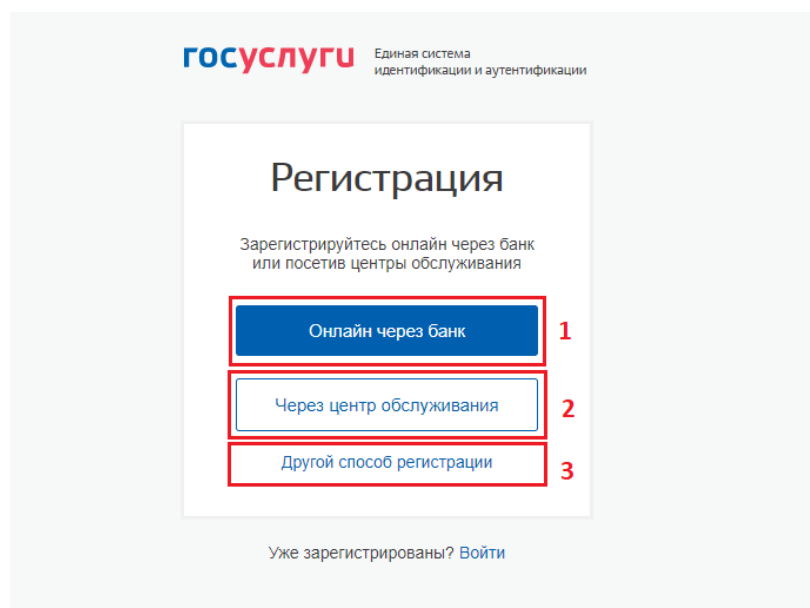 госуслуги
Единая система
идентификации и аутентификации
Регистрация
Зарегистрируйтесь онлайн через банк
или посетив центры обслуживания
Онлайн через банк
1
Через центр обслуживания
2
Другой способ регистрации
3
Уже зарегистрированы? Войти